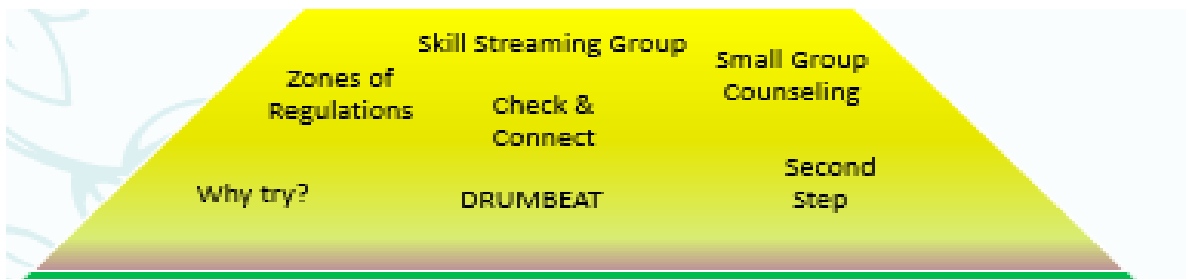 Skill Streaming Group
Small Group
Counseling
Zones of
Regulations
Check &
Connect
Second
Step
Why try?
DRUMBEAT